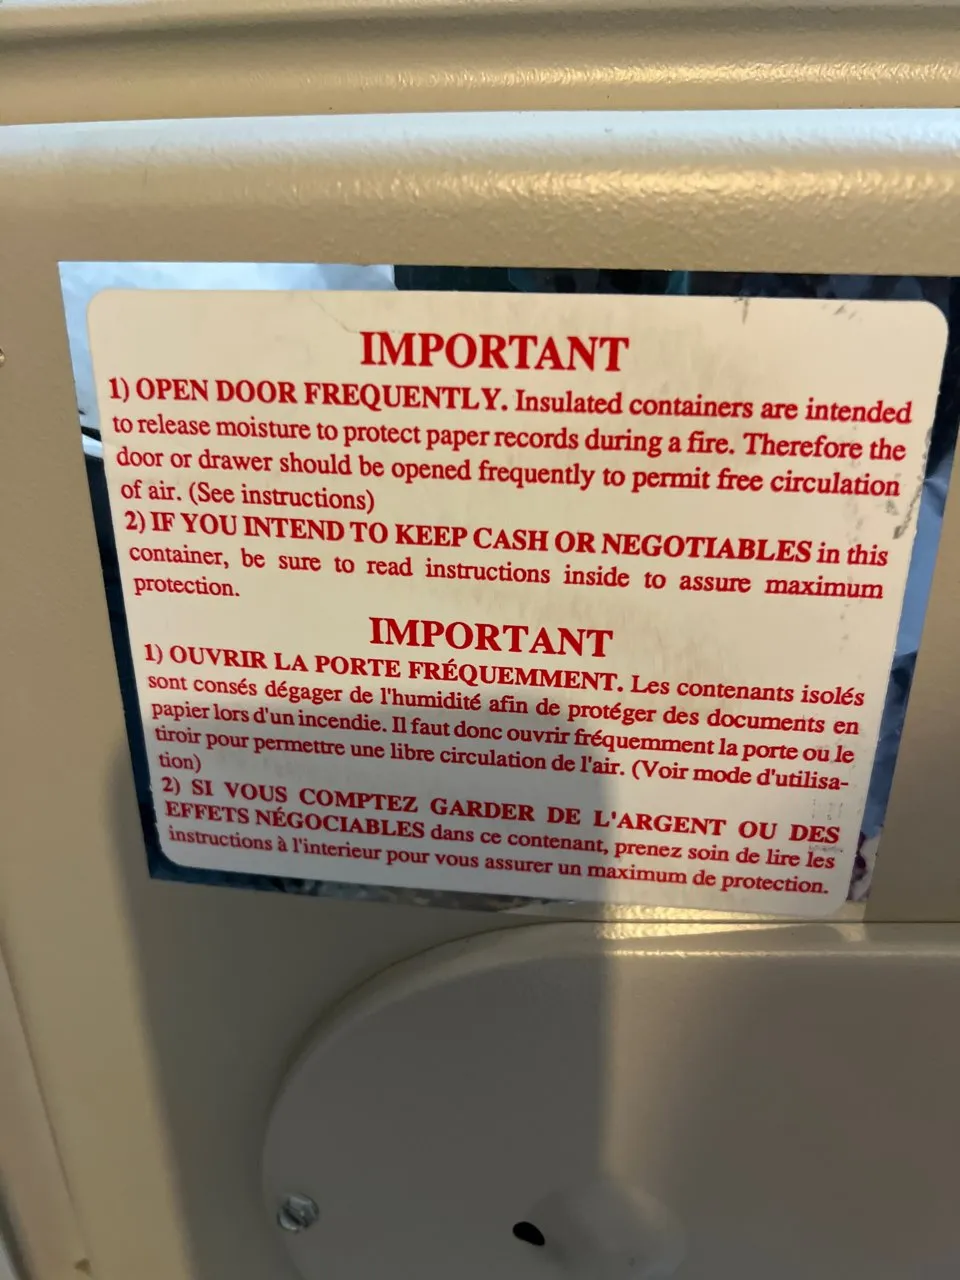 IMPORTANT
1) OPEN DOOR FREQUENTLY. Insulated containers are intended
to release moisture to protect paper records during a fire. Therefore the
door or drawer should be opened frequently to permit free circulation
of air. (See instructions)
2) IF YOU INTEND TO KEEP CASH OR NEGOTIABLES in this
container, be sure to read instructions inside to assure maximum
protection.
IMPORTANT
1) OUVRIR LA PORTE FRÉQUEMMENT. Les contenants isolés
sont consés dégager de l'humidité afin de protéger des documents en
papier lors d'un incendie. Il faut donc ouvrir fréquemment la porte ou le
tiroir pour permettre une libre circulation de l'air. (Voir mode d'utilisa-
tion)
2) SI VOUS COMPTEZ GARDER DE L'ARGENT OU DES
EFFETS NÉGOCIABLES dans ce contenant, prenez soin de lire les
instructions à l'interieur pour vous assurer un maximum de protection.